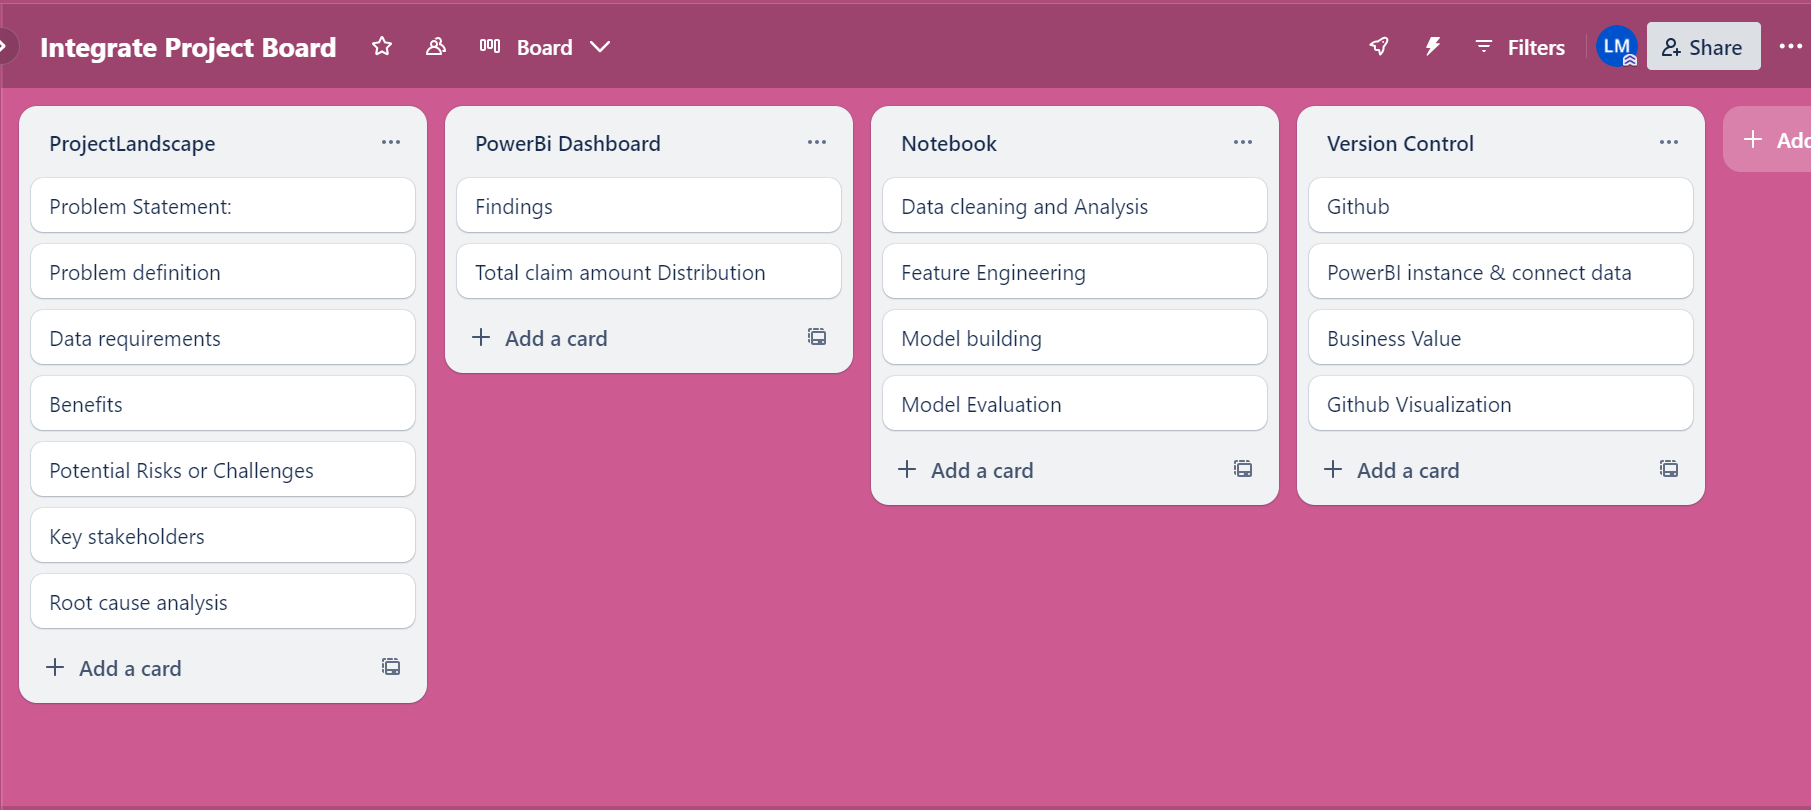 Integrate Project Board
Board
Filters
LM
Share
ProjectLandscape
Problem Statement:
Problem definition
Data requirements
Benefits
Potential Risks or Challenges
Key stakeholders
Root cause analysis
Add a card
PowerBi Dashboard
Findings
Total claim amount Distribution
Add a card
Notebook
Data cleaning and Analysis
Feature Engineering
Model building
Model Evaluation
Add a card
Version Control
Github
PowerBI instance & connect data
Business Value
Github Visualization
Add a card
Add